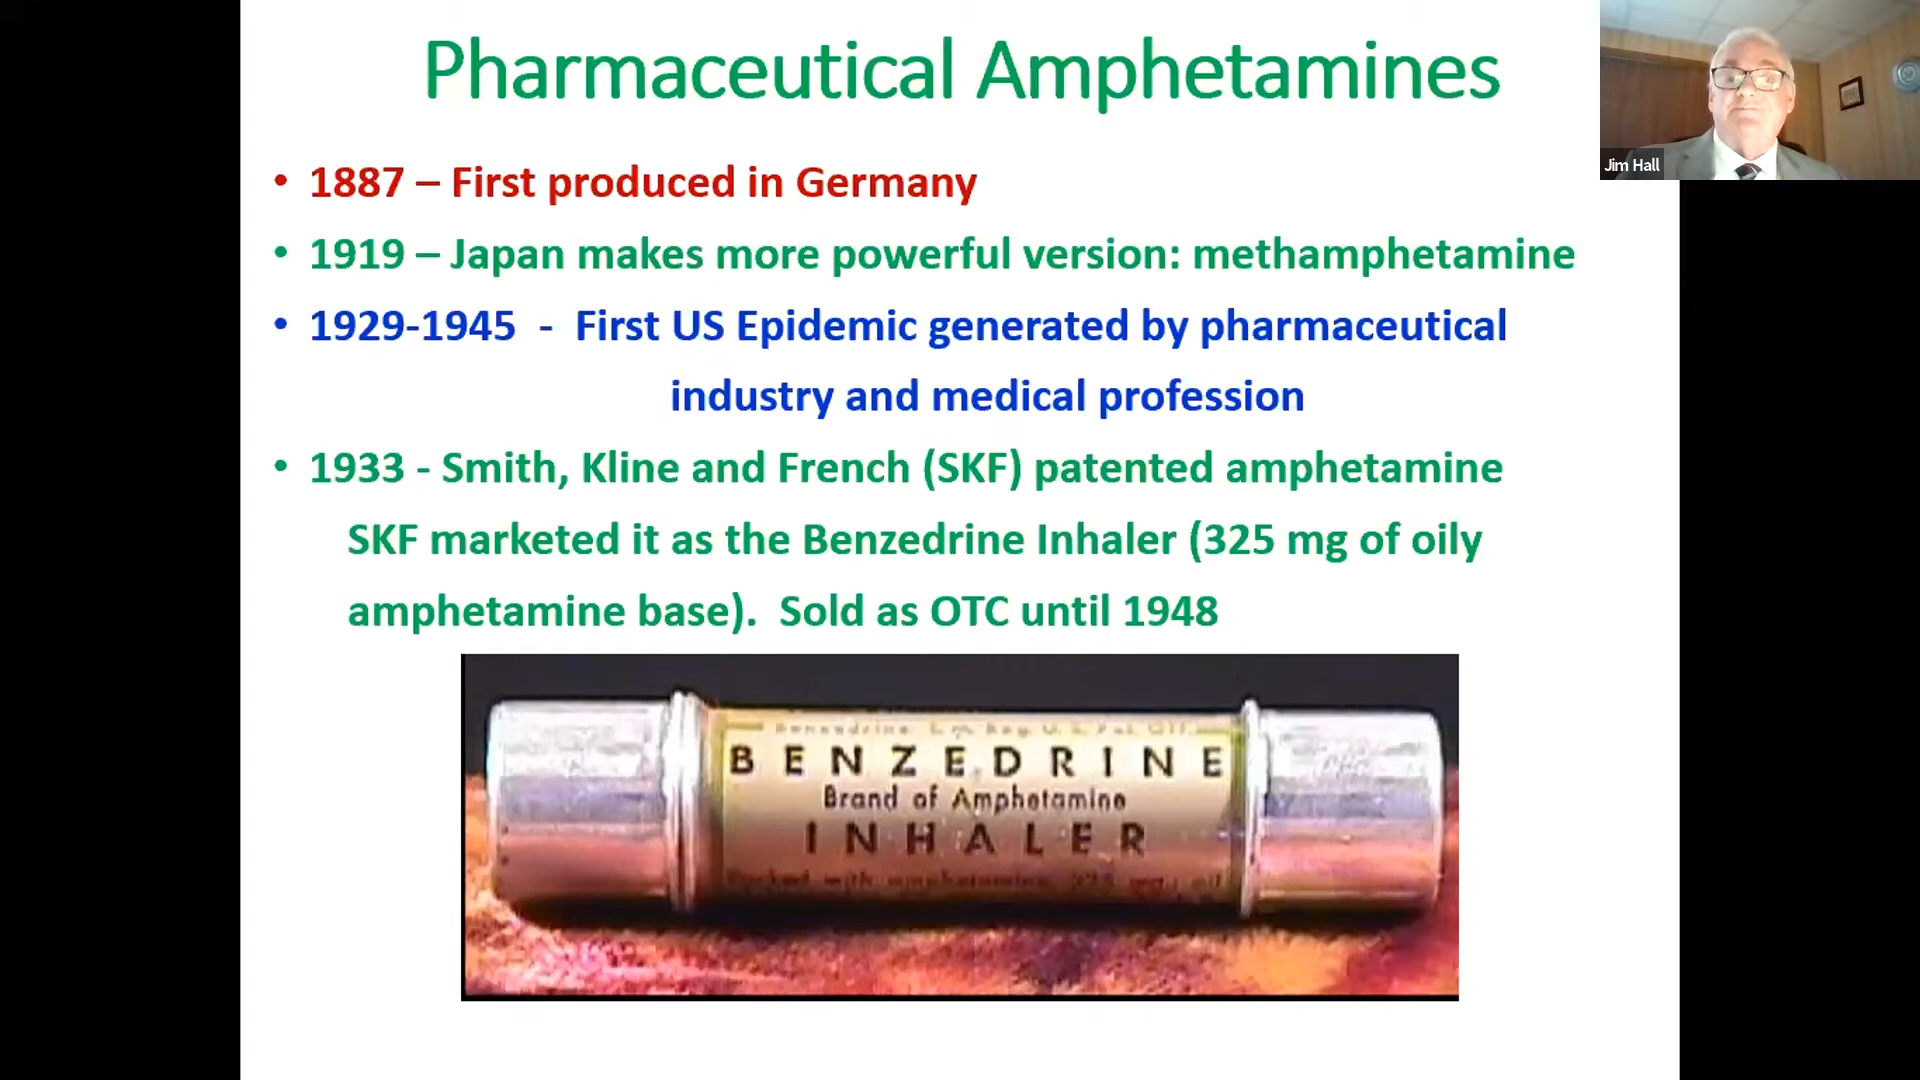 Pharmaceutical Amphetamines
Jim Hall
• 1887 – First produced in Germany
• 1919 – Japan makes more powerful version: methamphetamine
• 1929-1945 - First US Epidemic generated by pharmaceutical
industry and medical profession
• 1933 - Smith, Kline and French (SKF) patented amphetamine
SKF marketed it as the Benzedrine Inhaler (325 mg of oily
amphetamine base). Sold as OTC until 1948
BENZEDRINE
Brand of Amphetamine
INHALER
with amphetamine